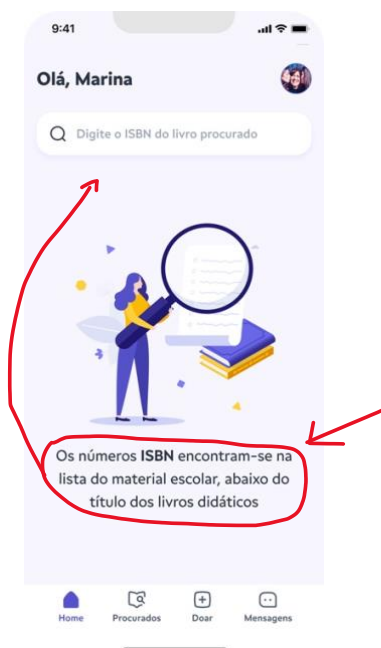 9:41
Olá, Marina
Digite o ISBN do livro procurado
Os números ISBN encontram-se na
lista do material escolar, abaixo do
título dos livros didáticos
Home Procurados Doar Mensagens